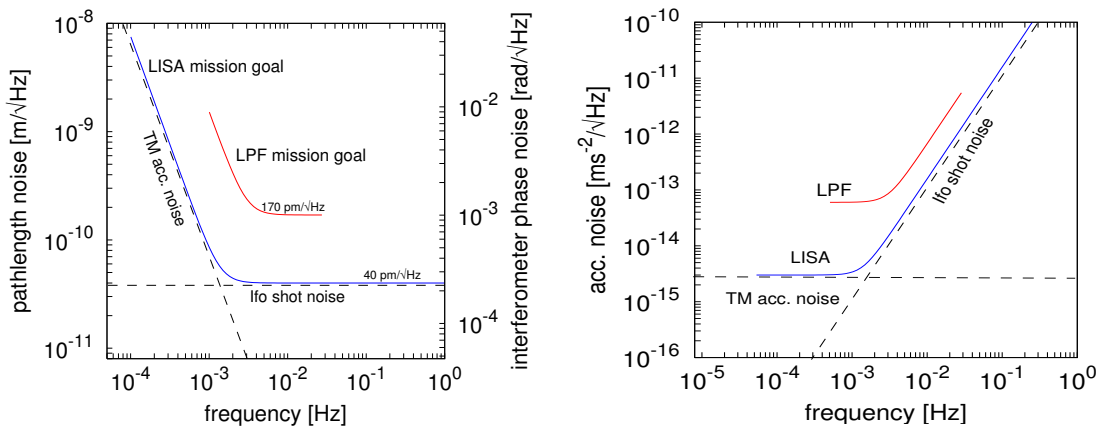 10⁻⁸
10⁻⁹
10⁻¹⁰
10⁻¹¹
pathlength noise [m/√Hz]
LISA mission goal
LPF mission goal
TM acc. noise
170 pm/√Hz
40 pm/√Hz
Ifo shot noise
10⁻⁴ 10⁻³ 10⁻² 10⁻¹ 10⁰
frequency [Hz]
10⁻²
10⁻³
10⁻⁴
interferometer phase noise [rad/√Hz]
10⁻¹⁰
10⁻¹¹
10⁻¹²
10⁻¹³
10⁻¹⁴
10⁻¹⁵
10⁻¹⁶
acc. noise [ms⁻²/√Hz]
LPF
LISA
TM acc. noise
Ifo shot noise
10⁻⁵ 10⁻⁴ 10⁻³ 10⁻² 10⁻¹ 10⁰
frequency [Hz]